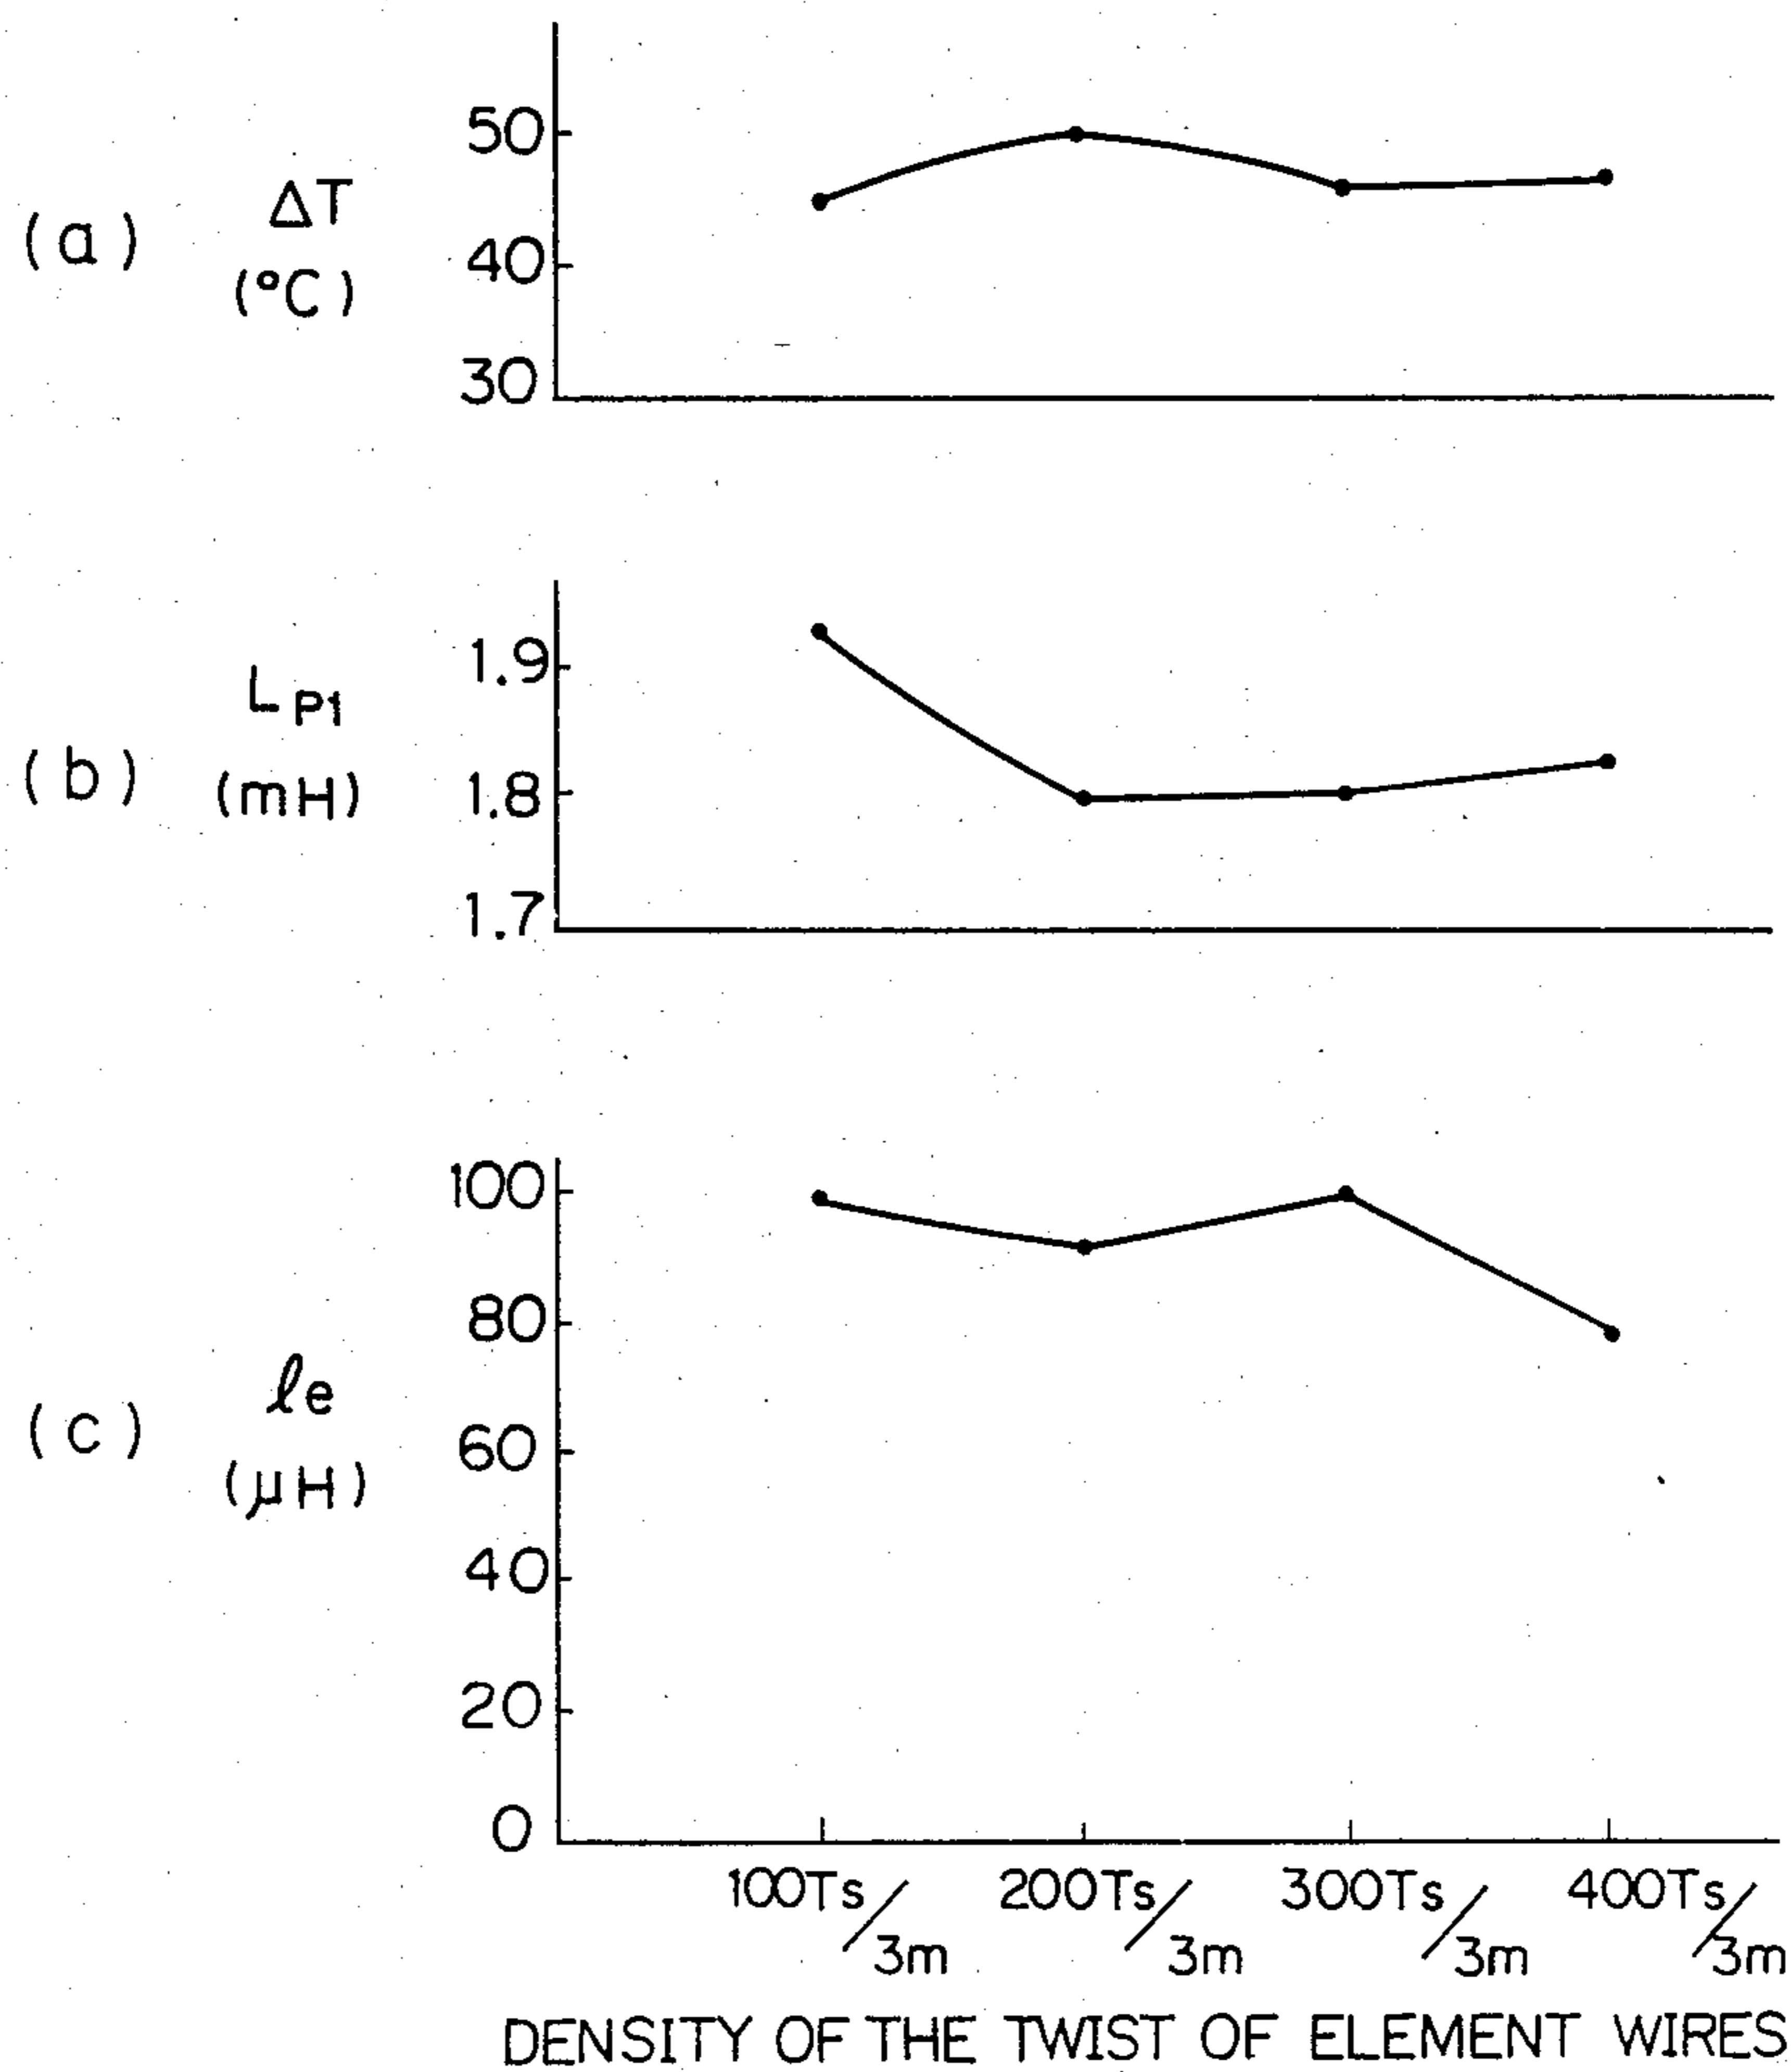 50
(a) ΔT
40
(°C)
30
1.9
L P1
(b) (mH) 1.8
1.7
100
80
ℓe
(c) 60
(μH)
40
20
0
100Ts/3m 200Ts/3m 300Ts/3m 400Ts/3m
DENSITY OF THE TWIST OF ELEMENT WIRES